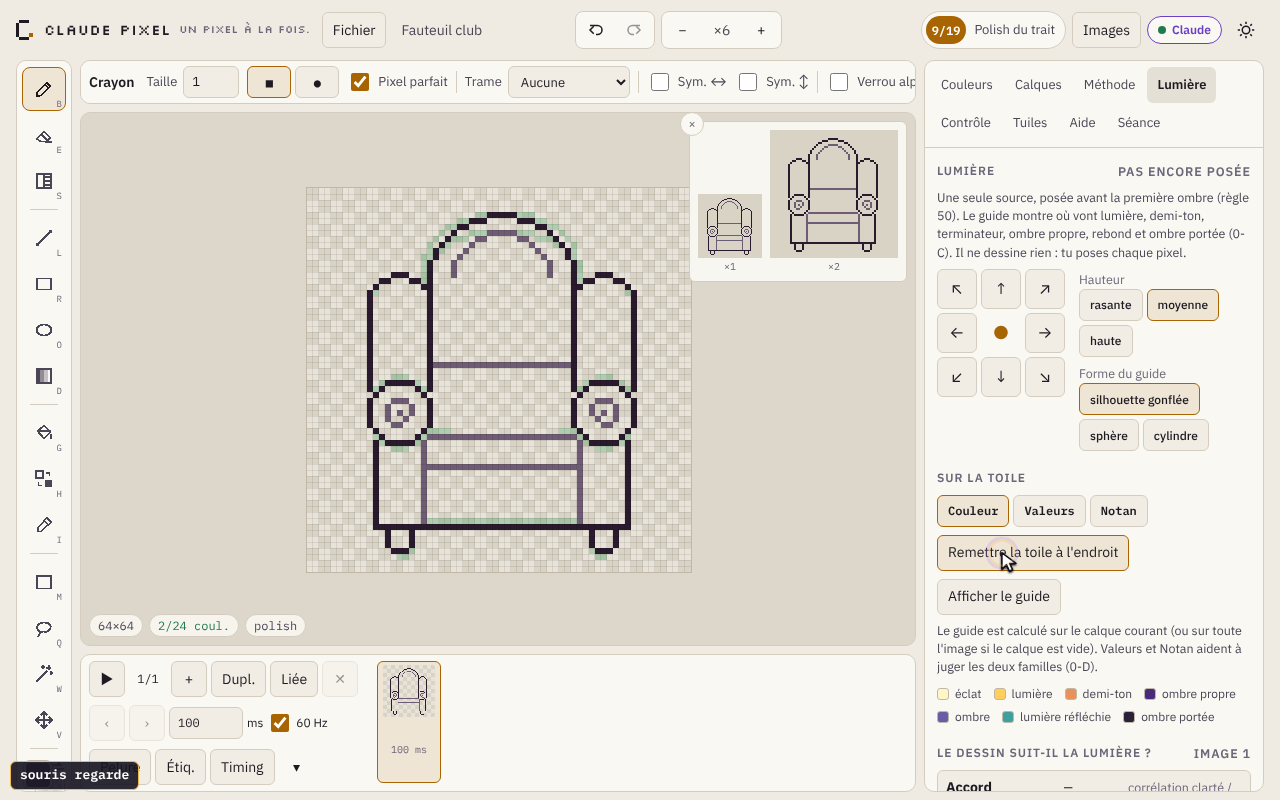 CLAUDE PIXEL UN PIXEL À LA FOIS. Fichier Fauteuil club − ×6 + 9/19 Polish du trait Images Claude
Crayon Taille 1 Pixel parfait Trame Aucune Sym. ↔ Sym. ↕ Verrou alp
B
E
S
L
R
O
D
G
H
I
M
Q
W
V
×
×1 ×2
64×64 2/24 coul. polish
1/1 + Dupl. Liée ×
‹ › 100 ms 60 Hz
Étiq. Timing ▼
100 ms
souris regarde
Couleurs Calques Méthode Lumière
Contrôle Tuiles Aide Séance
LUMIÈRE PAS ENCORE POSÉE
Une seule source, posée avant la première ombre (règle
50). Le guide montre où vont lumière, demi-ton,
terminateur, ombre propre, rebond et ombre portée (0-
C). Il ne dessine rien : tu poses chaque pixel.
↖ ↑ ↗
← →
↙ ↓ ↘
Hauteur
rasante moyenne
haute
Forme du guide
silhouette gonflée
sphère cylindre
SUR LA TOILE
Couleur Valeurs Notan
Remettre la toile à l'endroit
Afficher le guide
Le guide est calculé sur le calque courant (ou sur toute
l'image si le calque est vide). Valeurs et Notan aident à
juger les deux familles (0-D).
éclat lumière demi-ton ombre propre
ombre lumière réfléchie ombre portée
LE DESSIN SUIT-IL LA LUMIÈRE ? IMAGE 1
Accord — corrélation clarté /